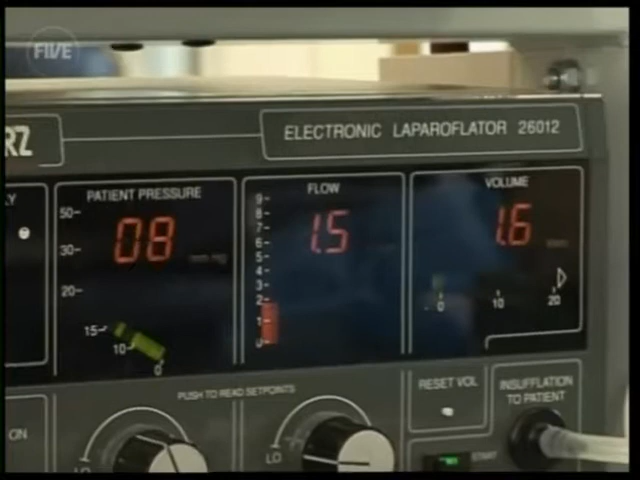 FIVE
RZ
ELECTRONIC LAPAROFLATOR 26012
LY
PATIENT PRESSURE
FLOW
VOLUME
50-
30-
20-
15-
10-
0
08
mm Hg
9-
8-
7-
6-
5-
4-
3-
2-
1-
0-
1.5
1.6
0
10
20
PUSH TO READ SETPOINTS
RESET VOL
INSUFFLATION
TO PATIENT
ON
LO
LO
START